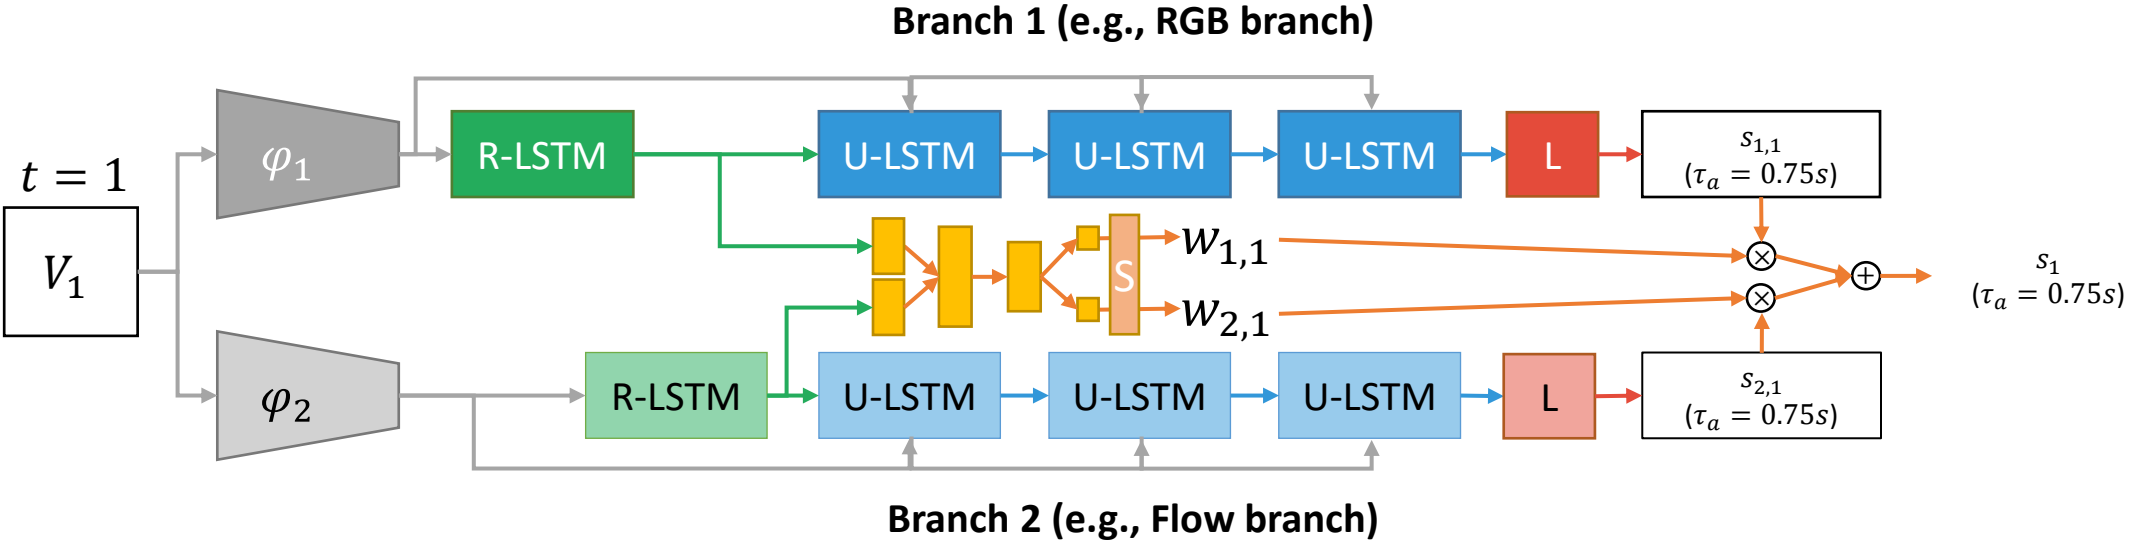 Branch 1 (e.g., RGB branch)
t = 1
V₁
φ₁
R-LSTM
U-LSTM
U-LSTM
U-LSTM
L
s₁,₁
(τₐ = 0.75s)
S
w₁,₁
w₂,₁
×
×
+
s₁
(τₐ = 0.75s)
φ₂
R-LSTM
U-LSTM
U-LSTM
U-LSTM
L
s₂,₁
(τₐ = 0.75s)
Branch 2 (e.g., Flow branch)